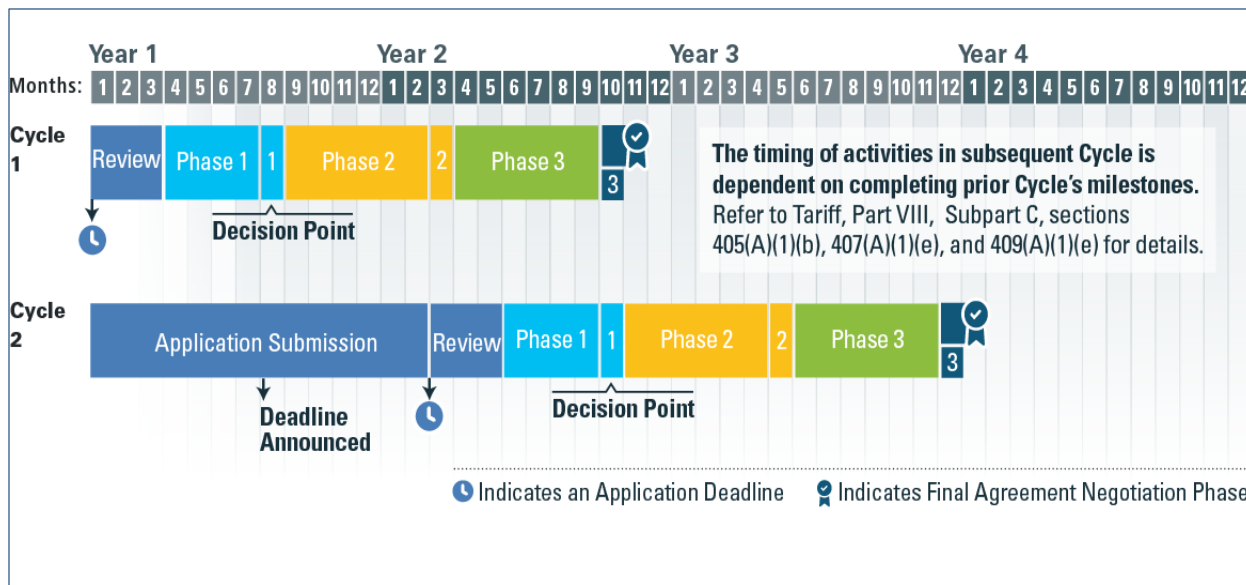 Year 1 Year 2 Year 3 Year 4
Months: 1 2 3 4 5 6 7 8 9 10 11 12 1 2 3 4 5 6 7 8 9 10 11 12 1 2 3 4 5 6 7 8 9 10 11 12 1 2 3 4 5 6 7 8 9 10 11 12
Cycle
1
Review Phase 1 1 Phase 2 2 Phase 3
3
Decision Point
The timing of activities in subsequent Cycle is
dependent on completing prior Cycle's milestones.
Refer to Tariff, Part VIII, Subpart C, sections
405(A)(1)(b), 407(A)(1)(e), and 409(A)(1)(e) for details.
Cycle
2
Application Submission Review Phase 1 1 Phase 2 2 Phase 3
3
Deadline
Announced
Decision Point
Indicates an Application Deadline
Indicates Final Agreement Negotiation Phase